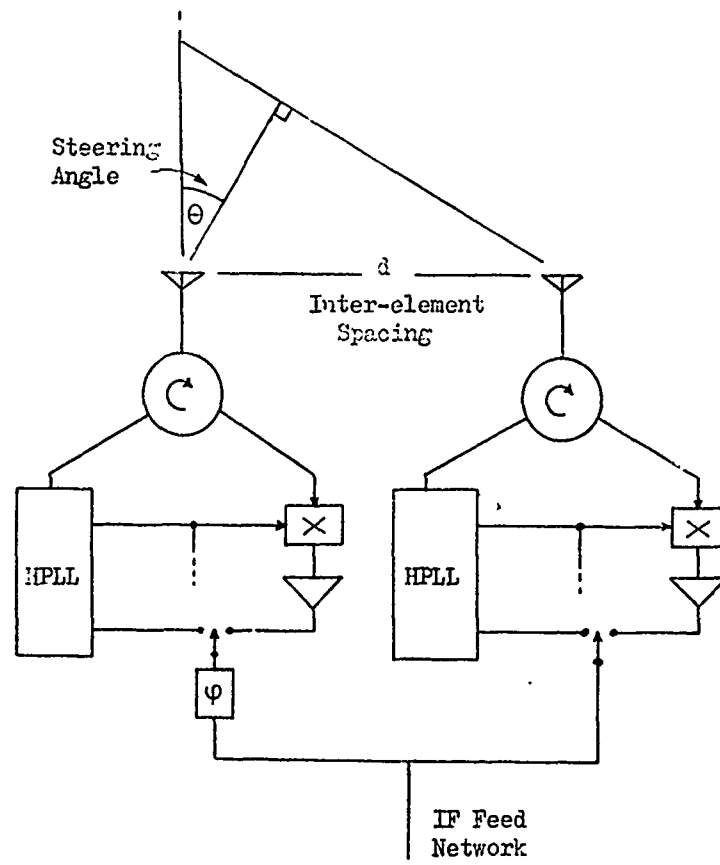 Steering
Angle
θ
d
Inter-element
Spacing
HPLL
X
HPLL
X
φ
IF Feed
Network